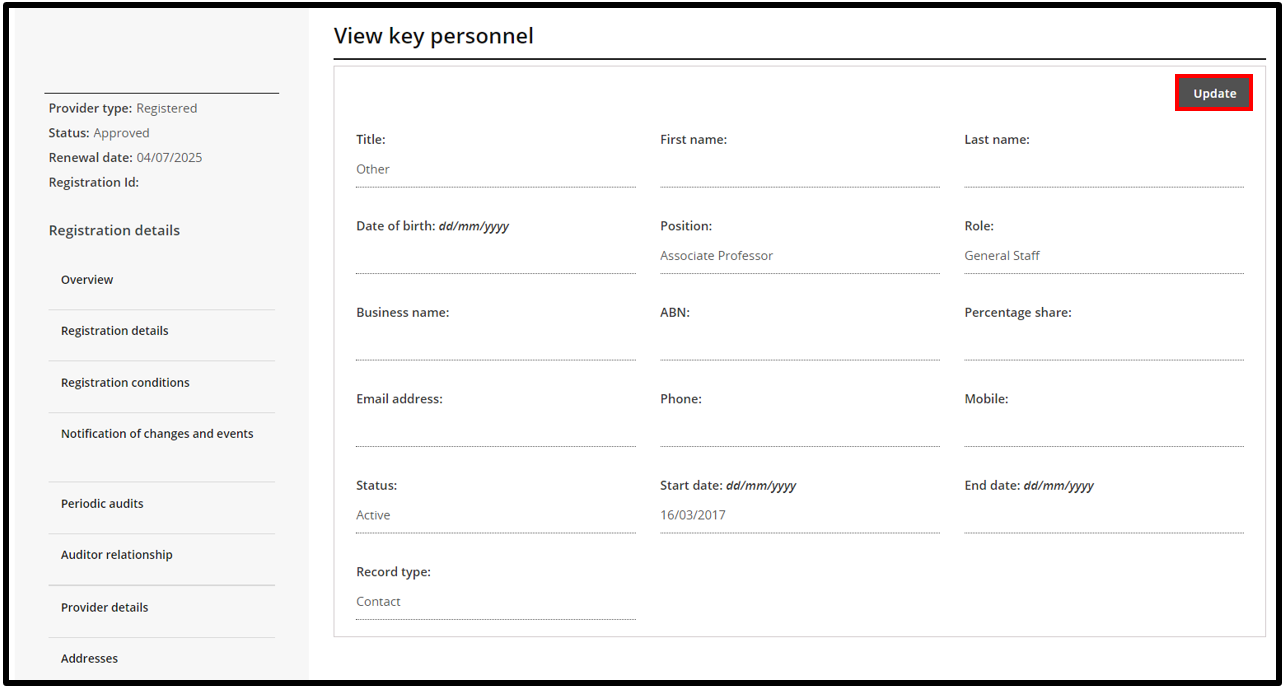 View key personnel
Update
Provider type: Registered
Status: Approved
Renewal date: 04/07/2025
Registration Id:
Registration details
Overview
Registration details
Registration conditions
Notification of changes and events
Periodic audits
Auditor relationship
Provider details
Addresses
Title: First name: Last name:
Other
Date of birth: dd/mm/yyyy Position: Role:
Associate Professor General Staff
Business name: ABN: Percentage share:
Email address: Phone: Mobile:
Status: Start date: dd/mm/yyyy End date: dd/mm/yyyy
Active 16/03/2017
Record type:
Contact